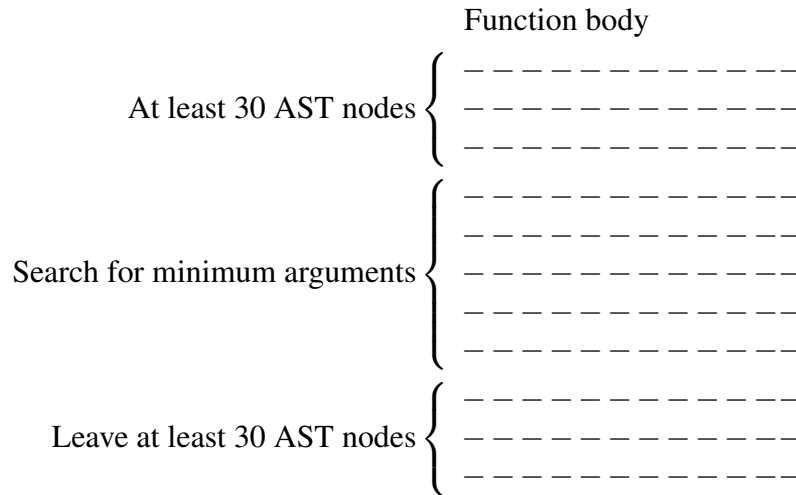 Function body
At least 30 AST nodes
Search for minimum arguments
Leave at least 30 AST nodes